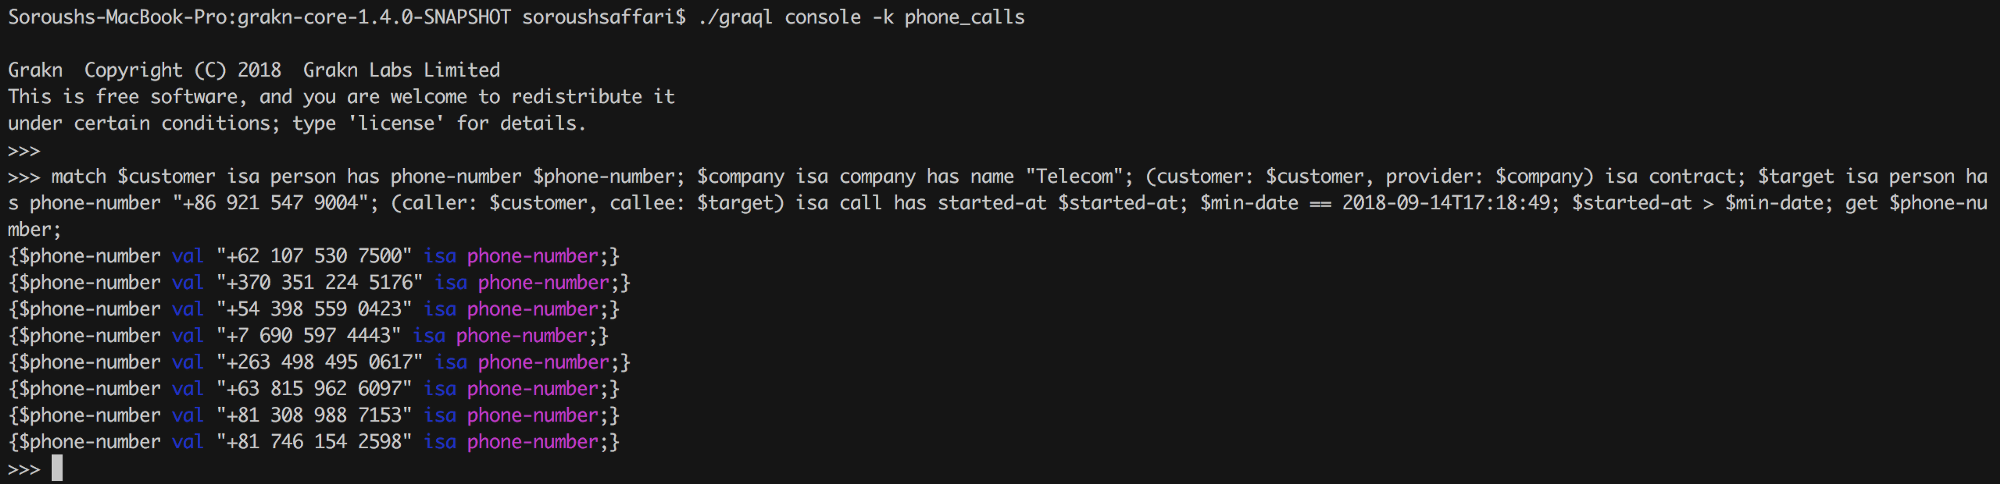 Soroushs-MacBook-Pro:grakn-core-1.4.0-SNAPSHOT soroushsaffari$ ./graql console -k phone_calls
Grakn  Copyright (C) 2018  Grakn Labs Limited
This is free software, and you are welcome to redistribute it
under certain conditions; type 'license' for details.
>>>
>>> match $customer isa person has phone-number $phone-number; $company isa company has name "Telecom"; (customer: $customer, provider: $company) isa contract; $target isa person ha
s phone-number "+86 921 547 9004"; (caller: $customer, callee: $target) isa call has started-at $started-at; $min-date == 2018-09-14T17:18:49; $started-at > $min-date; get $phone-nu
mber;
{$phone-number val "+62 107 530 7500" isa phone-number;}
{$phone-number val "+370 351 224 5176" isa phone-number;}
{$phone-number val "+54 398 559 0423" isa phone-number;}
{$phone-number val "+7 690 597 4443" isa phone-number;}
{$phone-number val "+263 498 495 0617" isa phone-number;}
{$phone-number val "+63 815 962 6097" isa phone-number;}
{$phone-number val "+81 308 988 7153" isa phone-number;}
{$phone-number val "+81 746 154 2598" isa phone-number;}
>>>